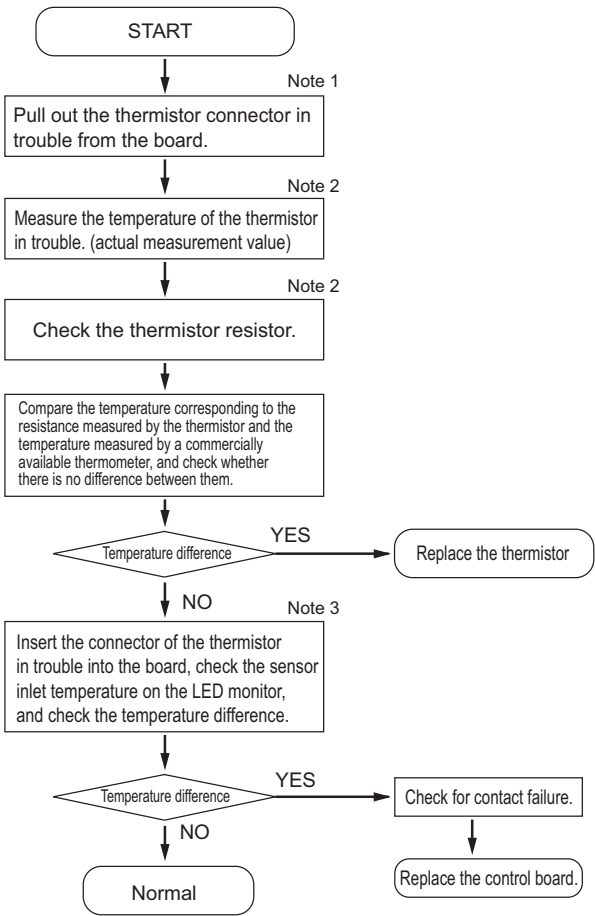 START
Note 1
Pull out the thermistor connector in
trouble from the board.
Note 2
Measure the temperature of the thermistor
in trouble. (actual measurement value)
Note 2
Check the thermistor resistor.
Compare the temperature corresponding to the
resistance measured by the thermistor and the
temperature measured by a commercially
available thermometer, and check whether
there is no difference between them.
Temperature difference
YES
Replace the thermistor
NO
Note 3
Insert the connector of the thermistor
in trouble into the board, check the sensor
inlet temperature on the LED monitor,
and check the temperature difference.
Temperature difference
YES
Check for contact failure.
NO
Replace the control board.
Normal